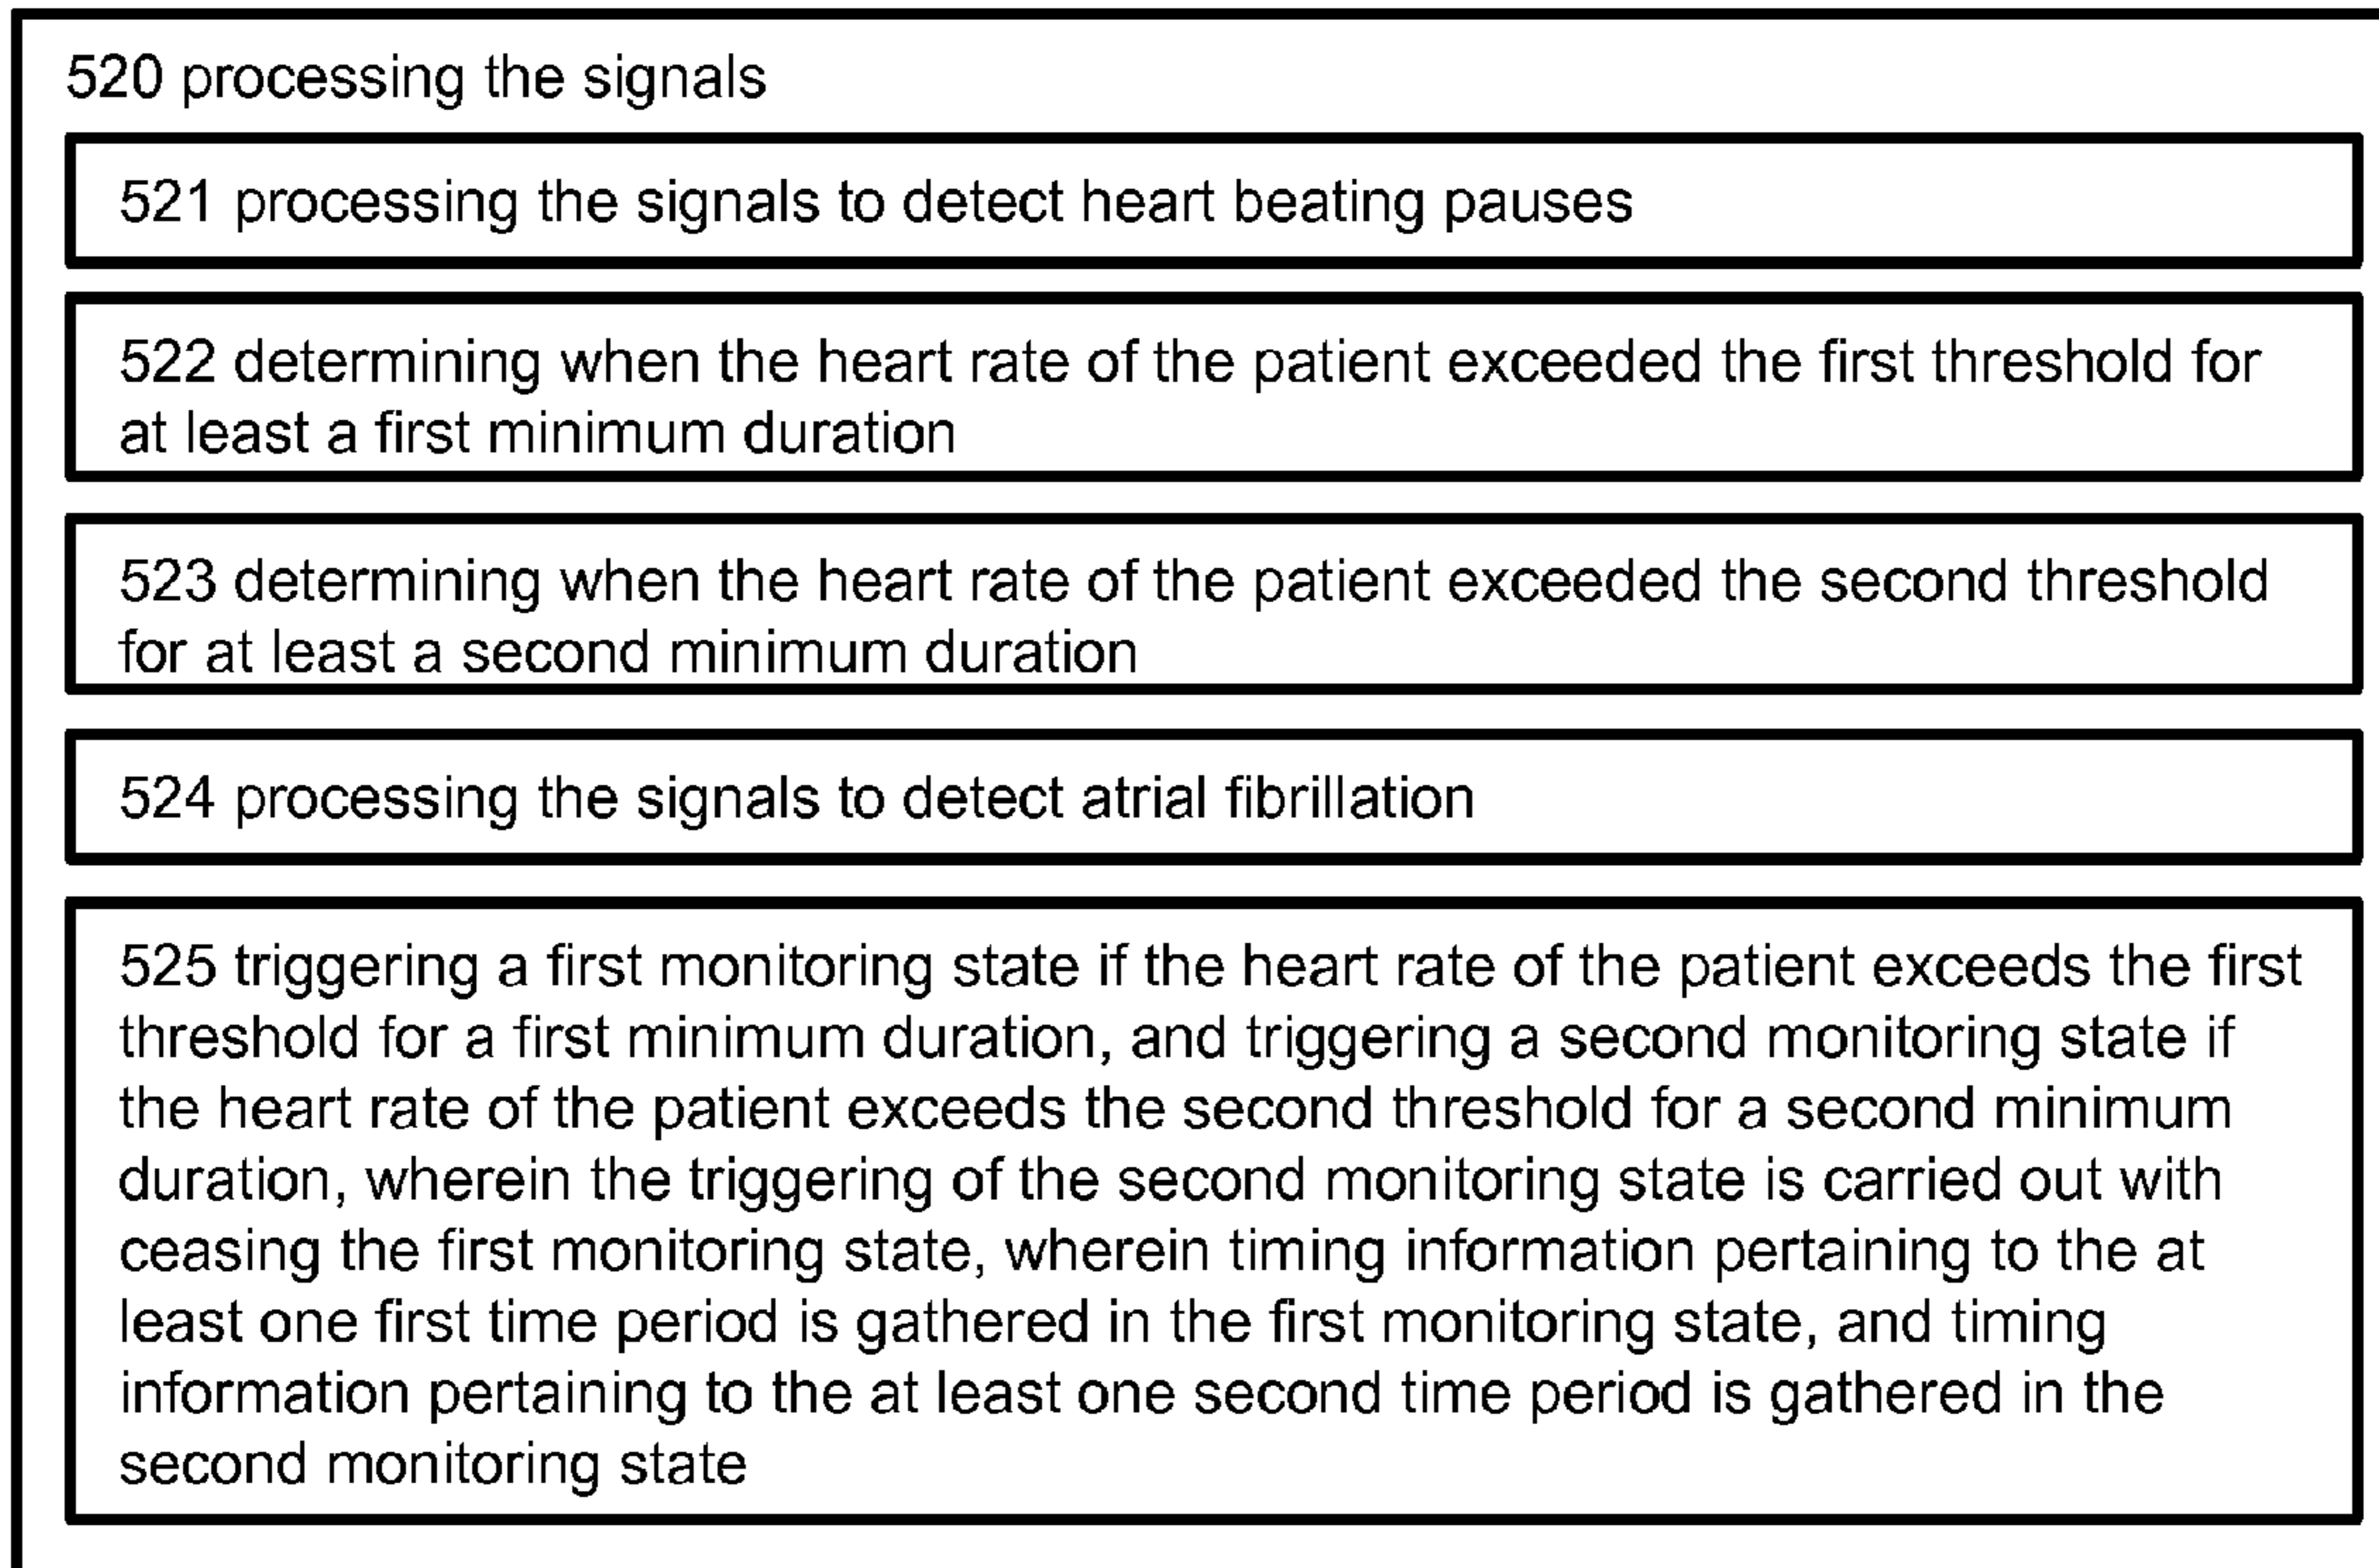 520 processing the signals
521 processing the signals to detect heart beating pauses
522 determining when the heart rate of the patient exceeded the first threshold for
at least a first minimum duration
523 determining when the heart rate of the patient exceeded the second threshold
for at least a second minimum duration
524 processing the signals to detect atrial fibrillation
525 triggering a first monitoring state if the heart rate of the patient exceeds the first
threshold for a first minimum duration, and triggering a second monitoring state if
the heart rate of the patient exceeds the second threshold for a second minimum
duration, wherein the triggering of the second monitoring state is carried out with
ceasing the first monitoring state, wherein timing information pertaining to the at
least one first time period is gathered in the first monitoring state, and timing
information pertaining to the at least one second time period is gathered in the
second monitoring state